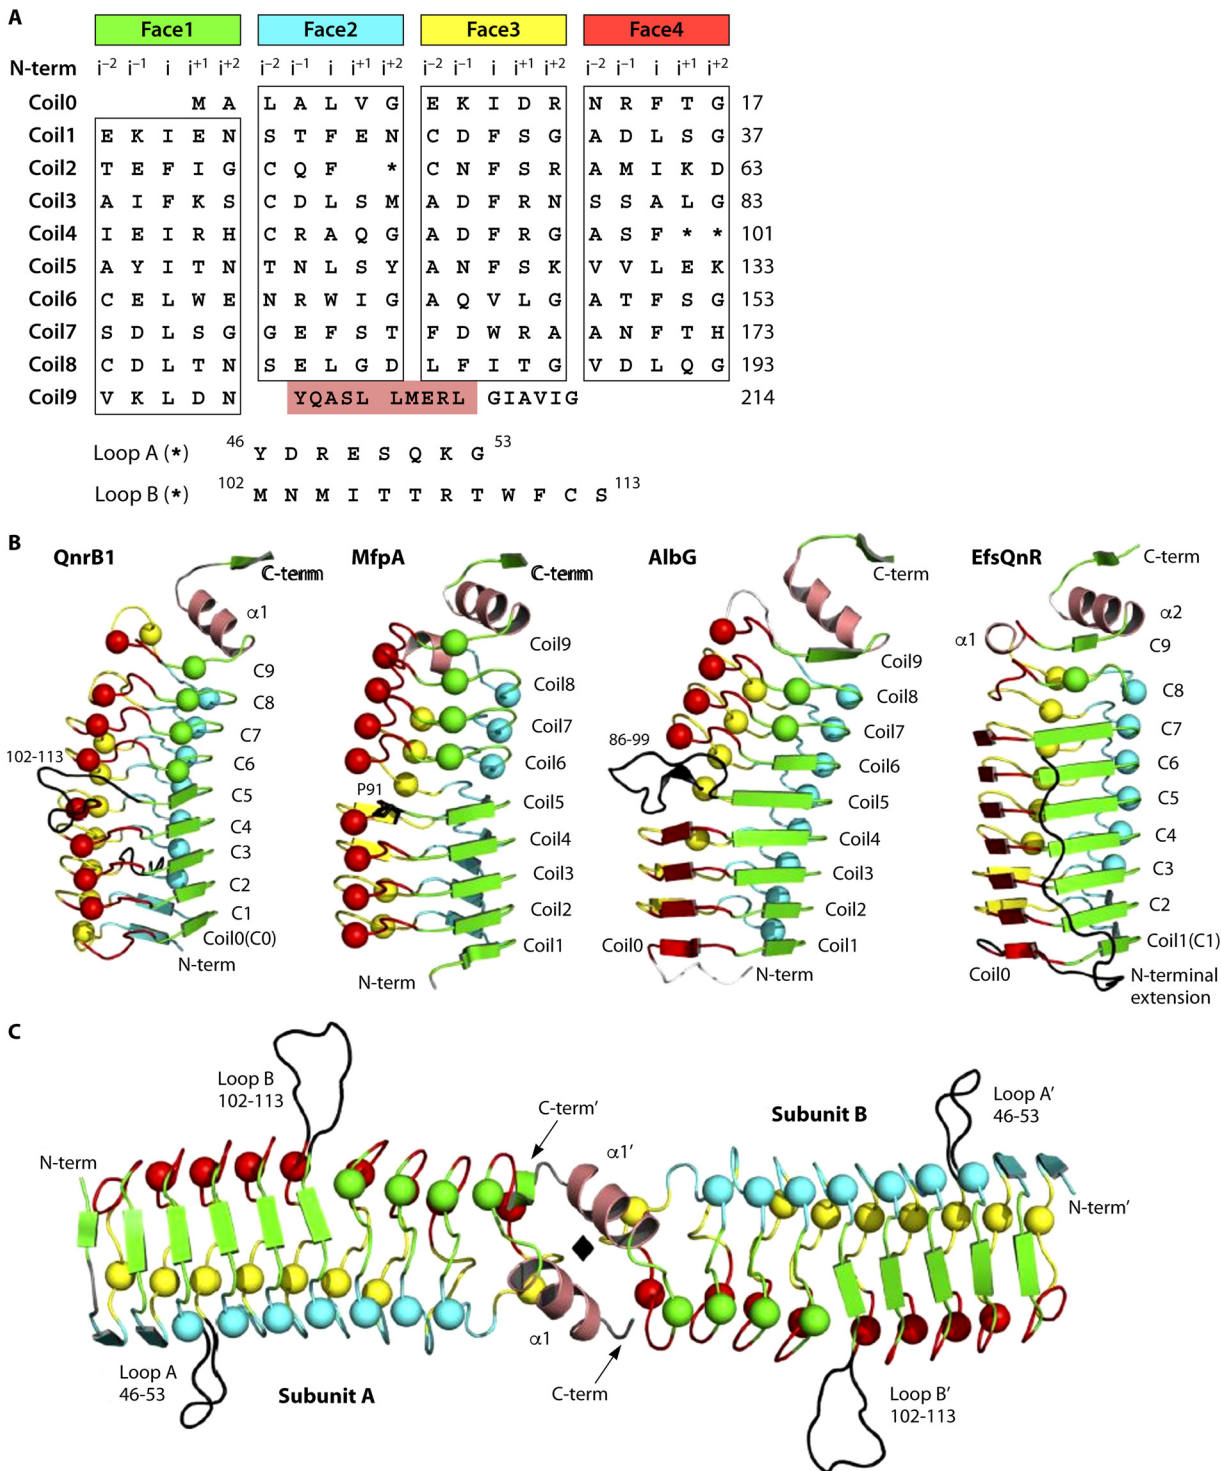 A
Face1 Face2 Face3 Face4
N-term i−2 i−1 i i+1 i+2 i−2 i−1 i i+1 i+2 i−2 i−1 i i+1 i+2 i−2 i−1 i i+1 i+2
Coil0 M A L A L V G E K I D R N R F T G 17
Coil1 E K I E N S T F E N C D F S G A D L S G 37
Coil2 T E F I G C Q F * C N F S R A M I K D 63
Coil3 A I F K S C D L S M A D F R N S S A L G 83
Coil4 I E I R H C R A Q G A D F R G A S F * * 101
Coil5 A Y I T N T N L S Y A N F S K V V L E K 133
Coil6 C E L W E N R W I G A Q V L G A T F S G 153
Coil7 S D L S G G E F S T F D W R A A N F T H 173
Coil8 C D L T N S E L G D L F I T G V D L Q G 193
Coil9 V K L D N YQASL LMERL GIAVIG 214
Loop A (*) 46 Y D R E S Q K G 53
Loop B (*) 102 M N M I T T R T W F C S 113
B
QnrB1 MfpA AlbG EfsQnR
C-term C-term C-term C-term
α1 α2
α1
Coil9 C9
C9 Coil9
Coil8 Coil8 C8
C8
Coil7 Coil7 C7
C7
102-113 86-99
C6 Coil6 Coil6 C6
P91
C5 Coil5 Coil5 C5
C4 Coil4 Coil4 C4
C3 Coil3 Coil3 C3
C2 Coil2 Coil2 C2
C1
Coil0(C0) Coil1 Coil0 Coil1 Coil1(C1)
N-term N-term N-term Coil0 N-terminal
extension
C
Loop B
102-113
Loop A′
46-53
C-term′
Subunit B
α1′
N-term
N-term′
α1
Loop A
46-53
Subunit A
C-term
Loop B′
102-113